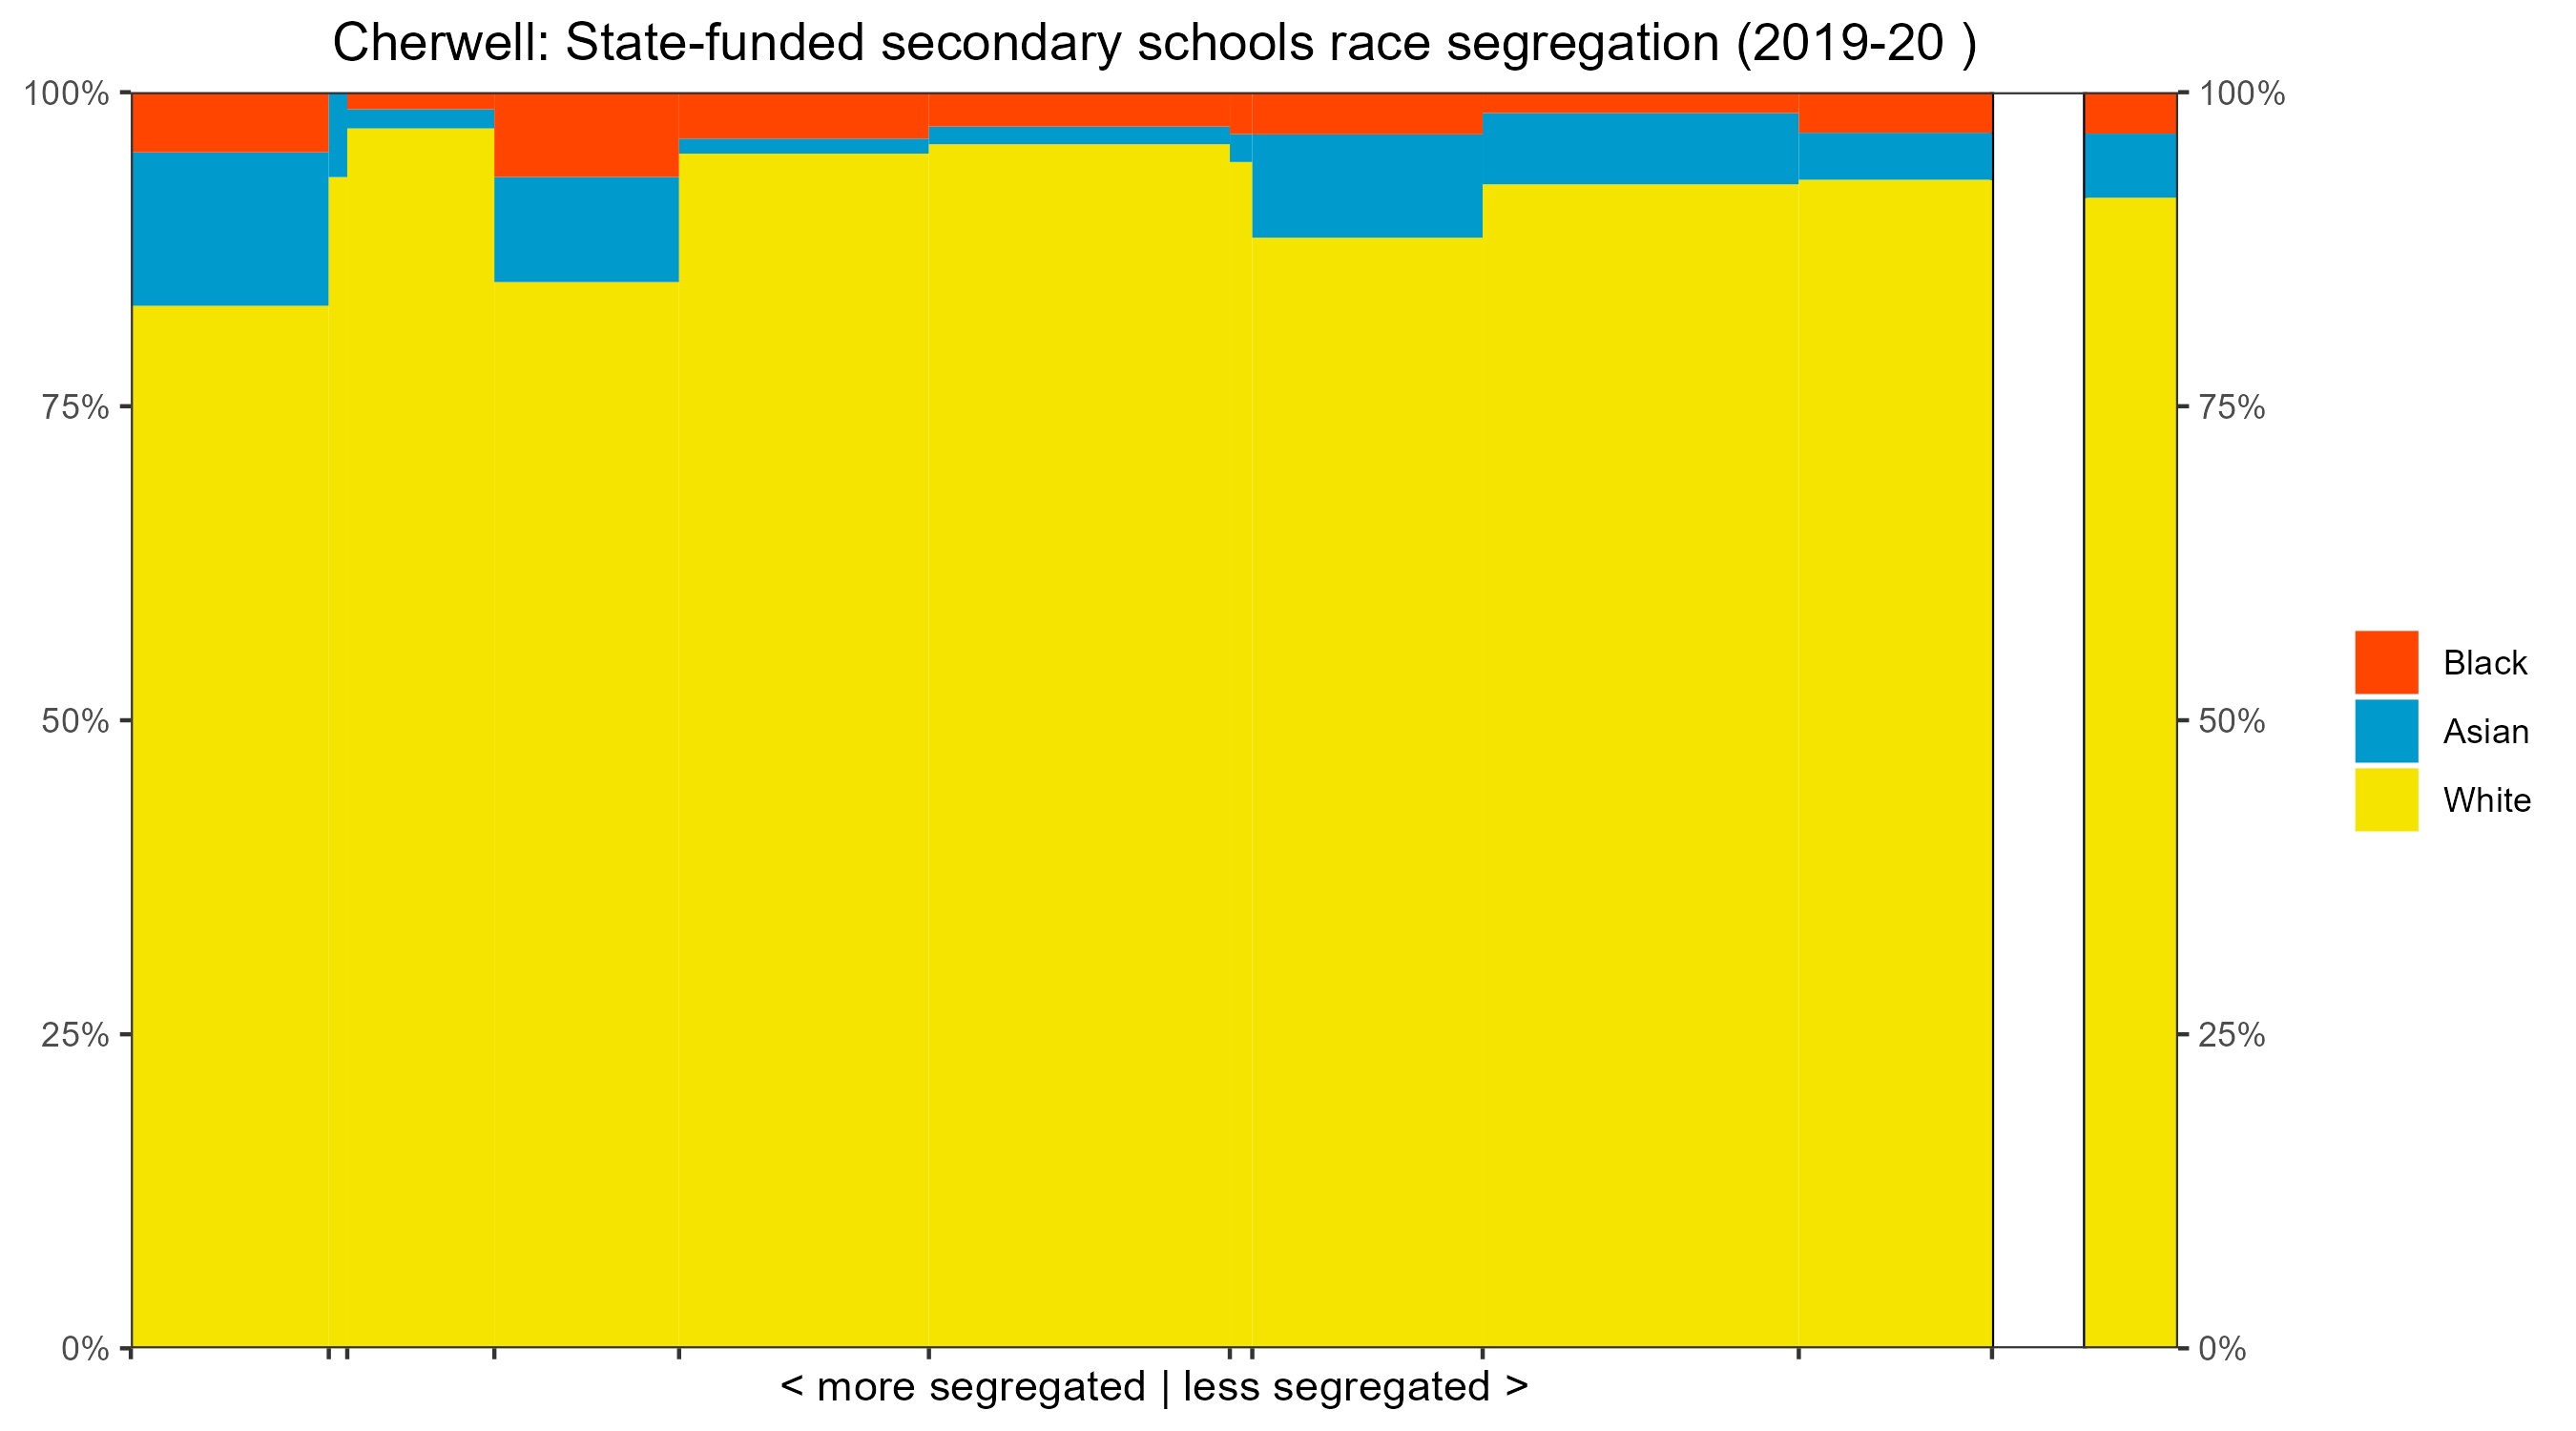 Cherwell: State-funded secondary schools race segregation (2019-20 )
100%
75%
50%
25%
0%
100%
75%
50%
25%
0%
Black
Asian
White
< more segregated | less segregated >